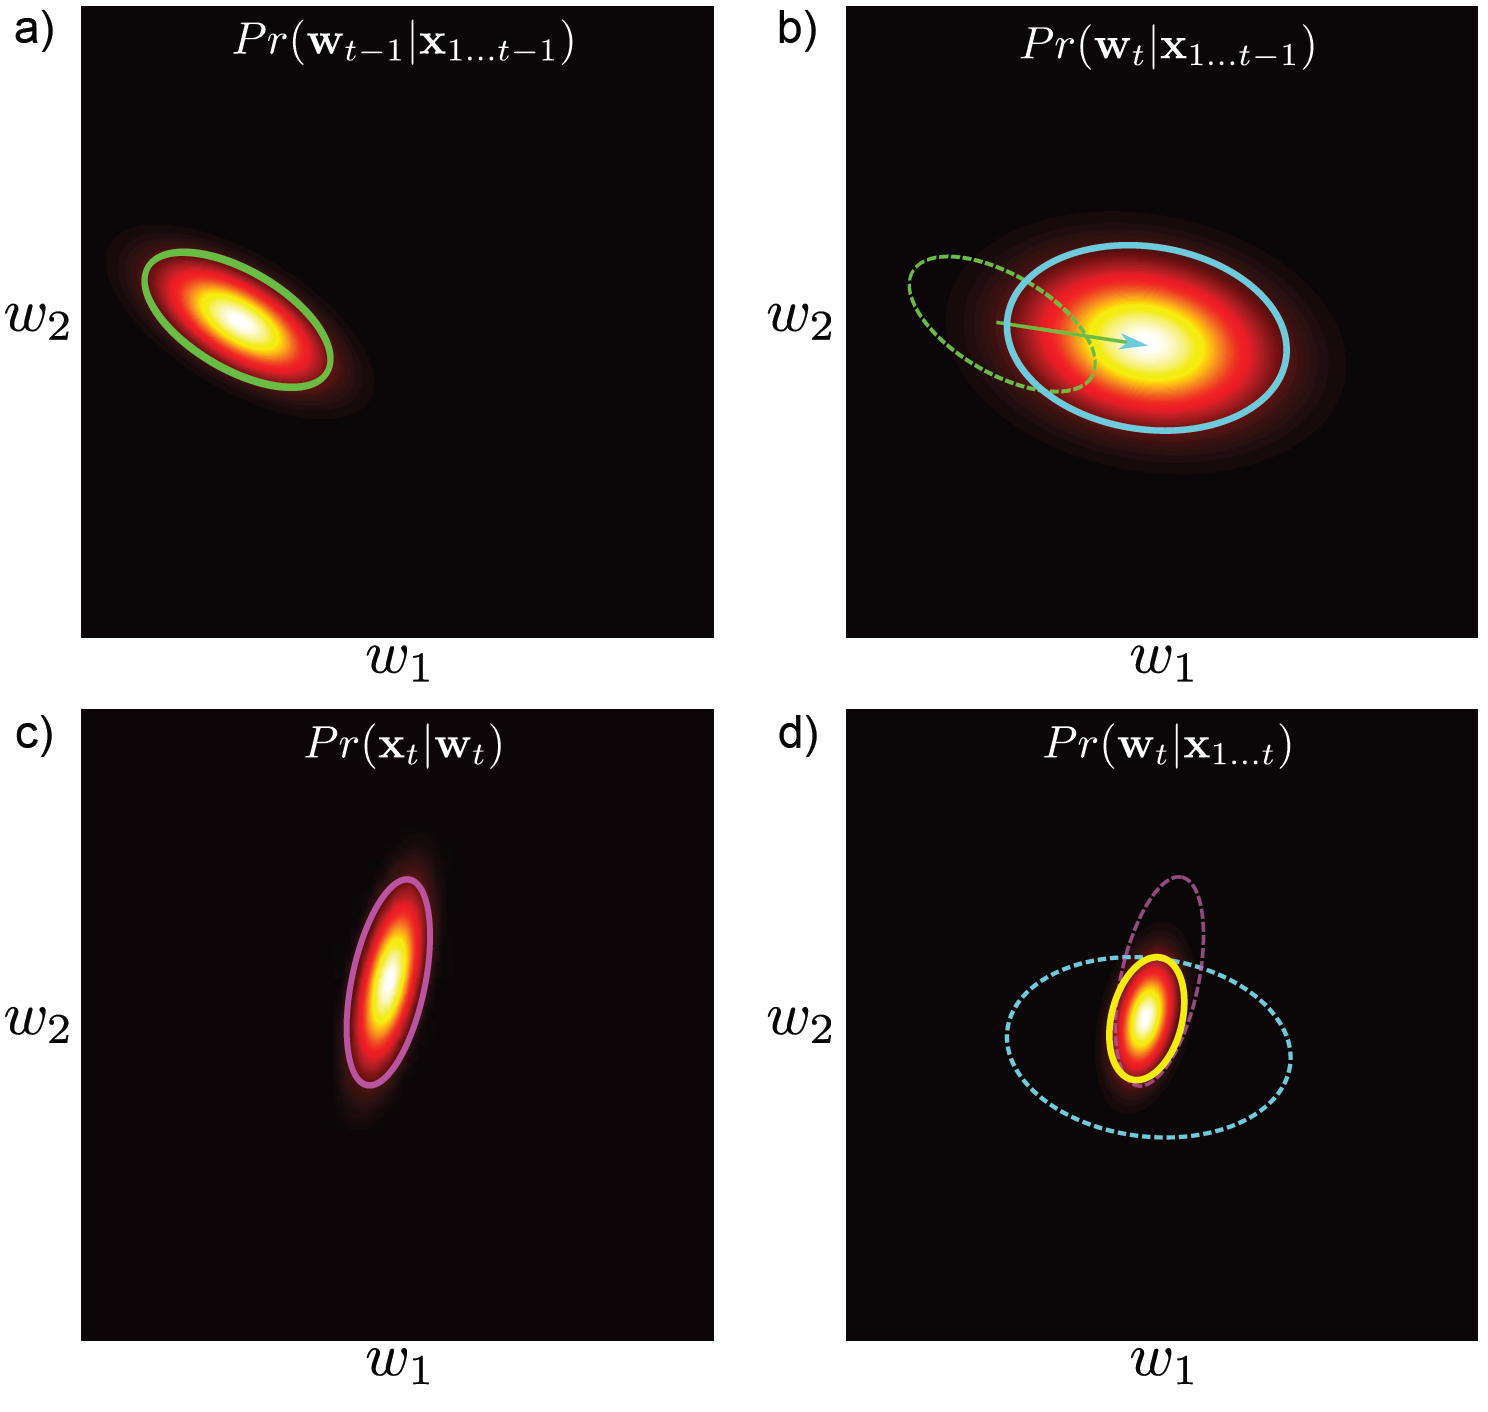 a)
Pr(w_{t−1}|x_{1...t−1})
w_2
w_1
b)
Pr(w_t|x_{1...t−1})
w_2
w_1
c)
Pr(x_t|w_t)
w_2
w_1
d)
Pr(w_t|x_{1...t})
w_2
w_1